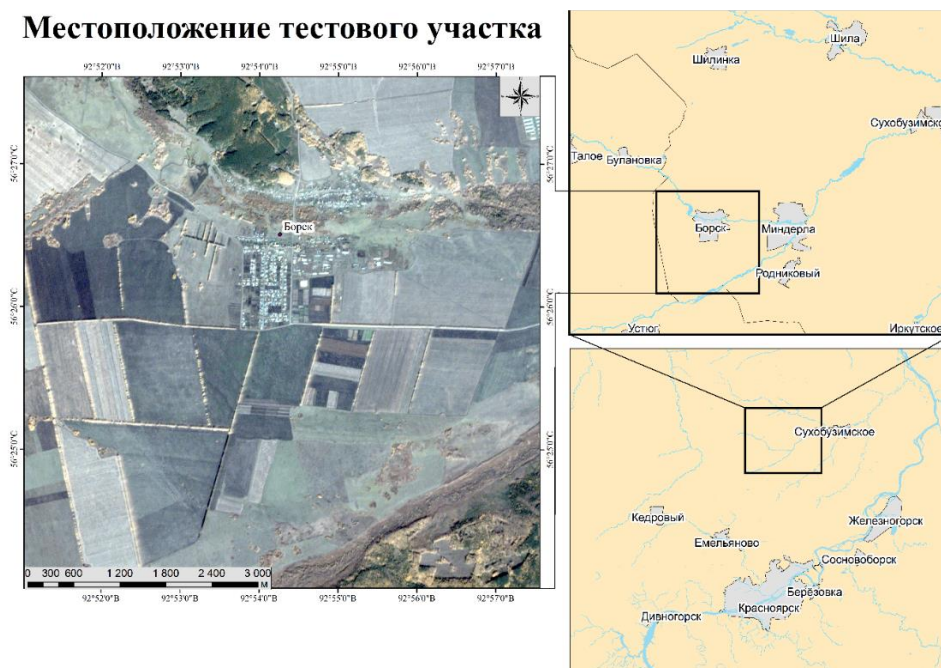 Местоположение тестового участка
92°52'0"В 92°53'0"В 92°54'0"В 92°55'0"В 92°56'0"В 92°57'0"В
56°27'0"С 56°27'0"С
Борск
56°26'0"С 56°26'0"С
56°25'0"С 56°25'0"С
0 300 600 1 200 1 800 2 400 3 000
М
92°52'0"В 92°53'0"В 92°54'0"В 92°55'0"В 92°56'0"В 92°57'0"В
Шила
Шилинка
Сухобузимско
Талое Булановка
Борск
Миндерла
Родниковый
Устюг Иркутское
Сухобузимское
Кедровый
Железногорск
Емельяново
Сосновоборск
Берёзовка
Красноярск
Дивногорск